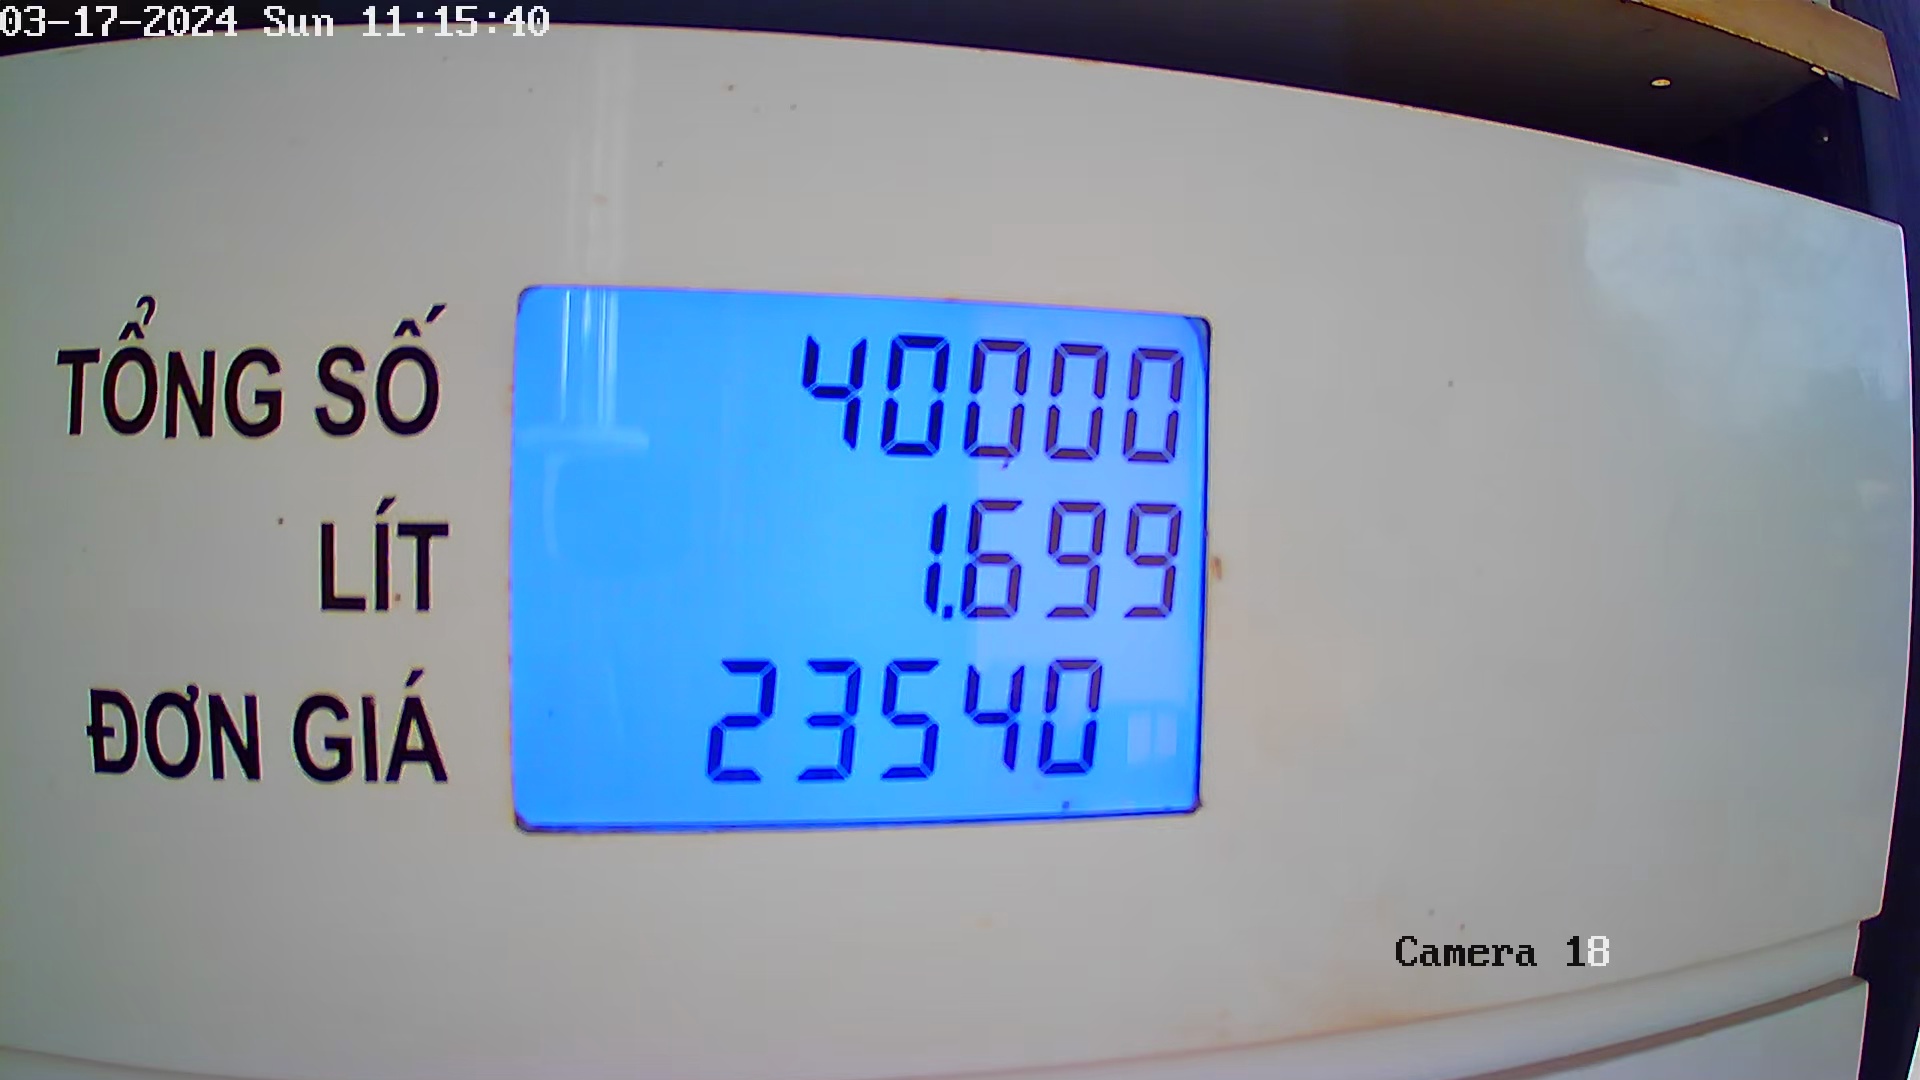 03-17-2024 Sun 11:15:40
TỔNG SỐ 40000
LÍT 1.699
ĐƠN GIÁ 23540
Camera 18